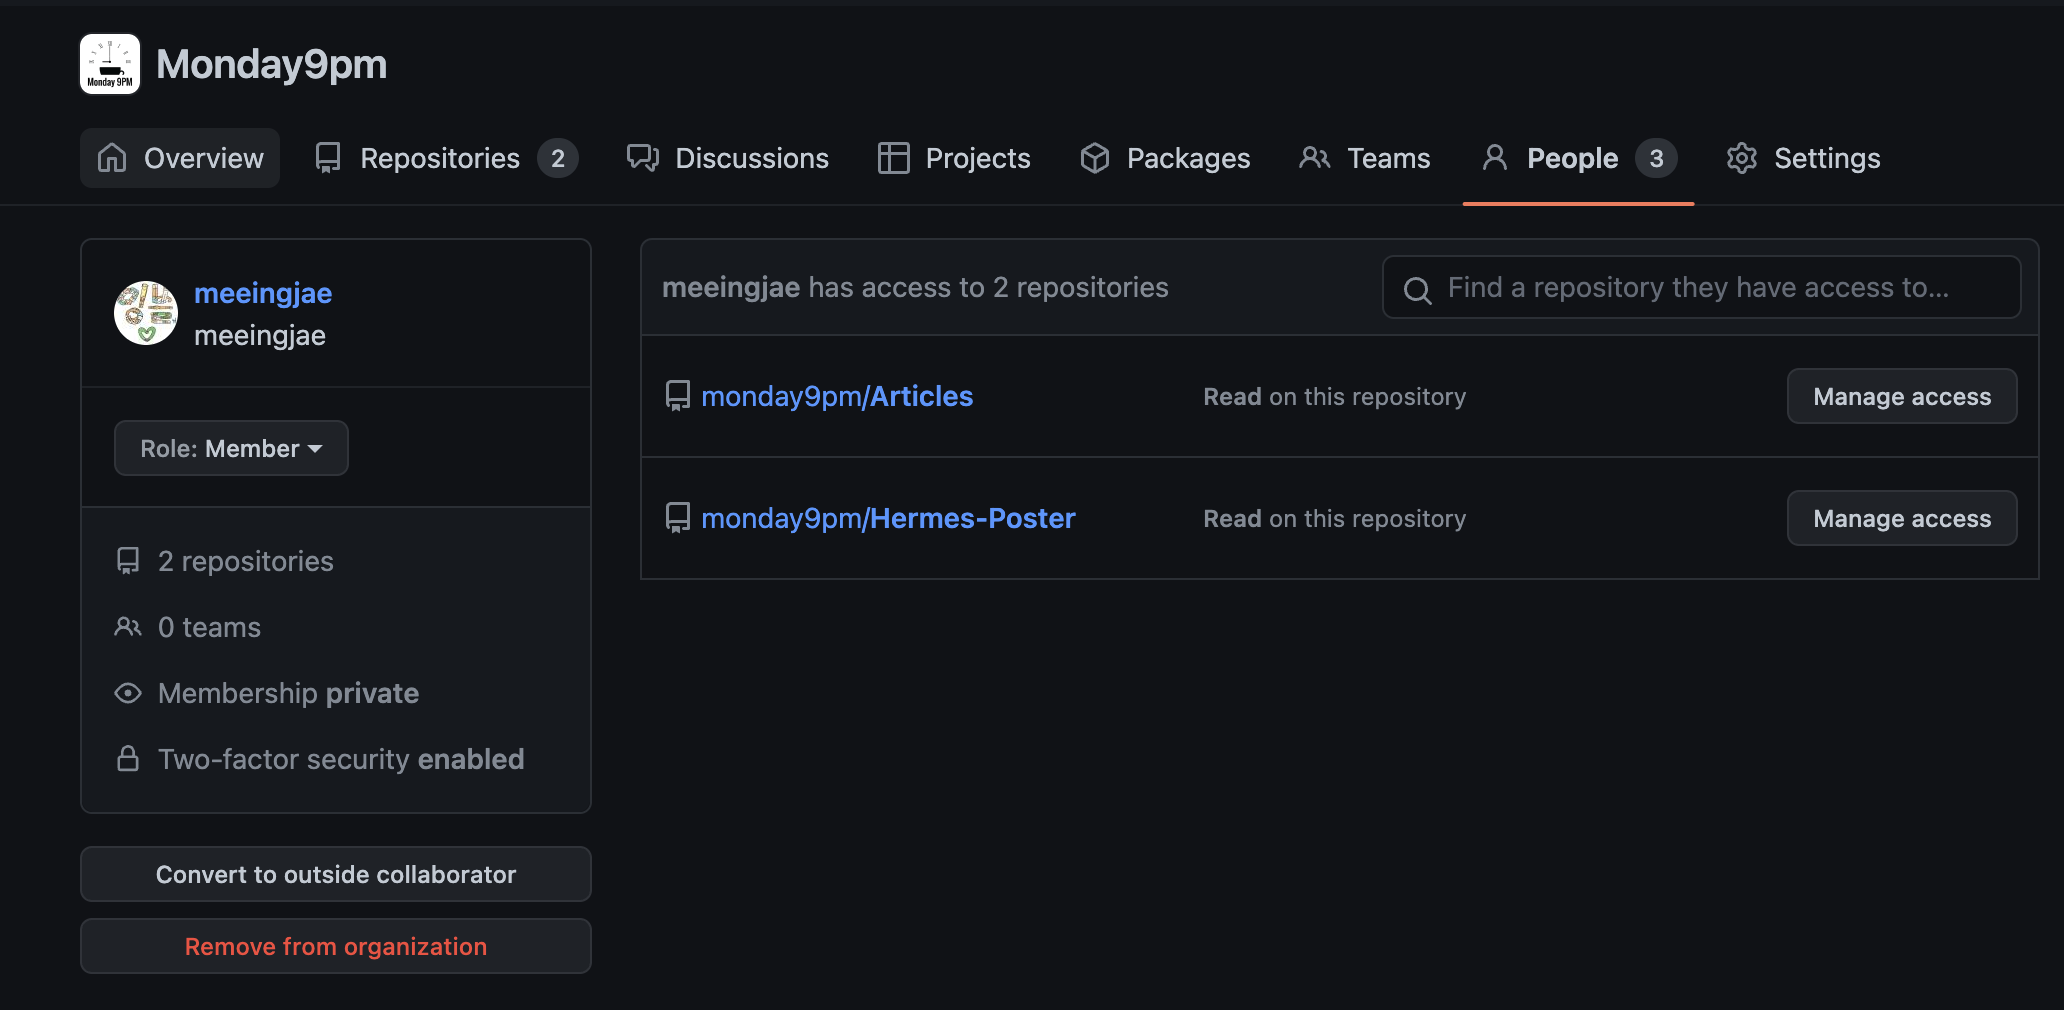 Monday 9PM
Monday9pm
Overview
Repositories 2
Discussions
Projects
Packages
Teams
People 3
Settings
meeingjae
meeingjae
Role: Member
2 repositories
0 teams
Membership private
Two-factor security enabled
Convert to outside collaborator
Remove from organization
meeingjae has access to 2 repositories
Find a repository they have access to...
monday9pm/Articles
Read on this repository
Manage access
monday9pm/Hermes-Poster
Read on this repository
Manage access